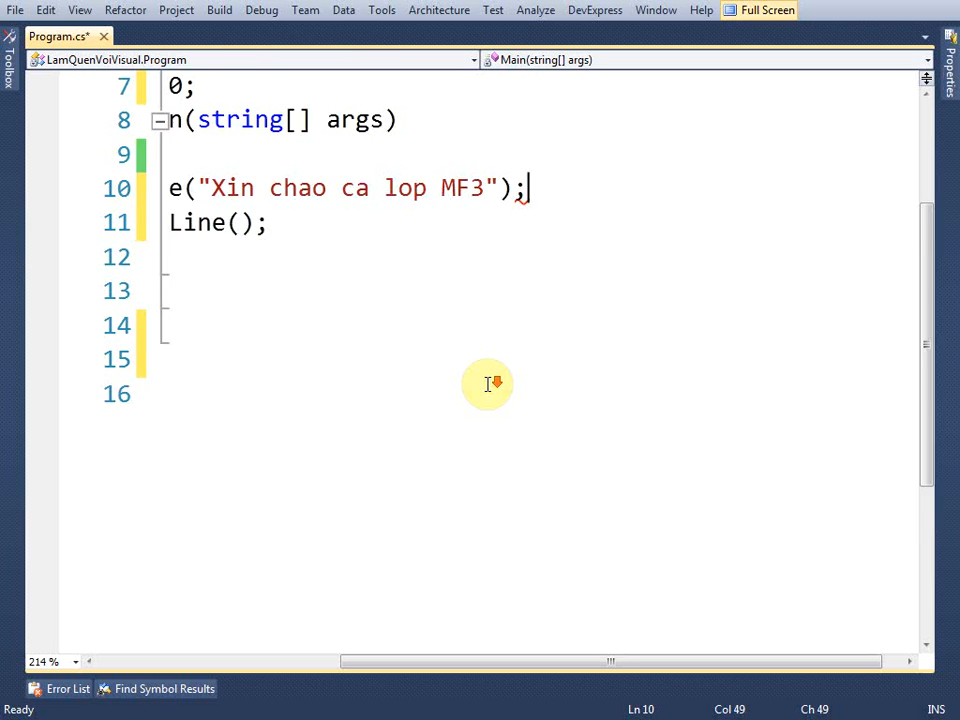 File Edit View Refactor Project Build Debug Team Data Tools Architecture Test Analyze DevExpress Window Help Full Screen
Program.cs*
LamQuenVoiVisual.Program Main(string[] args)
Toolbox
Properties
7 0;
8 n(string[] args)
9
10 e("Xin chao ca lop MF3");
11 Line();
12
13
14
15
16
214 %
Error List Find Symbol Results
Ready Ln 10 Col 49 Ch 49 INS